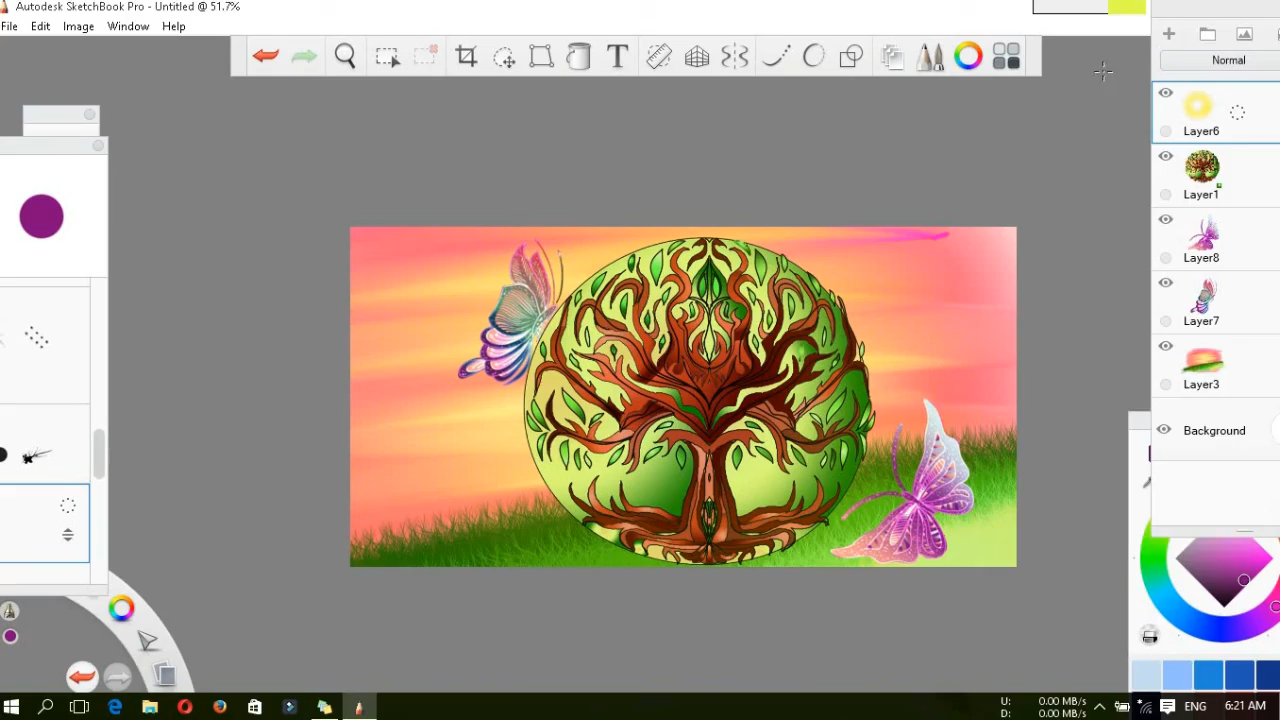 Autodesk SketchBook Pro - Untitled @ 51.7%
File Edit Image Window Help
T
Normal
Layer6
Layer1
Layer8
Layer7
Layer3
Background
U: 0.00 MB/s
D: 0.00 MB/s
ENG
6:21 AM